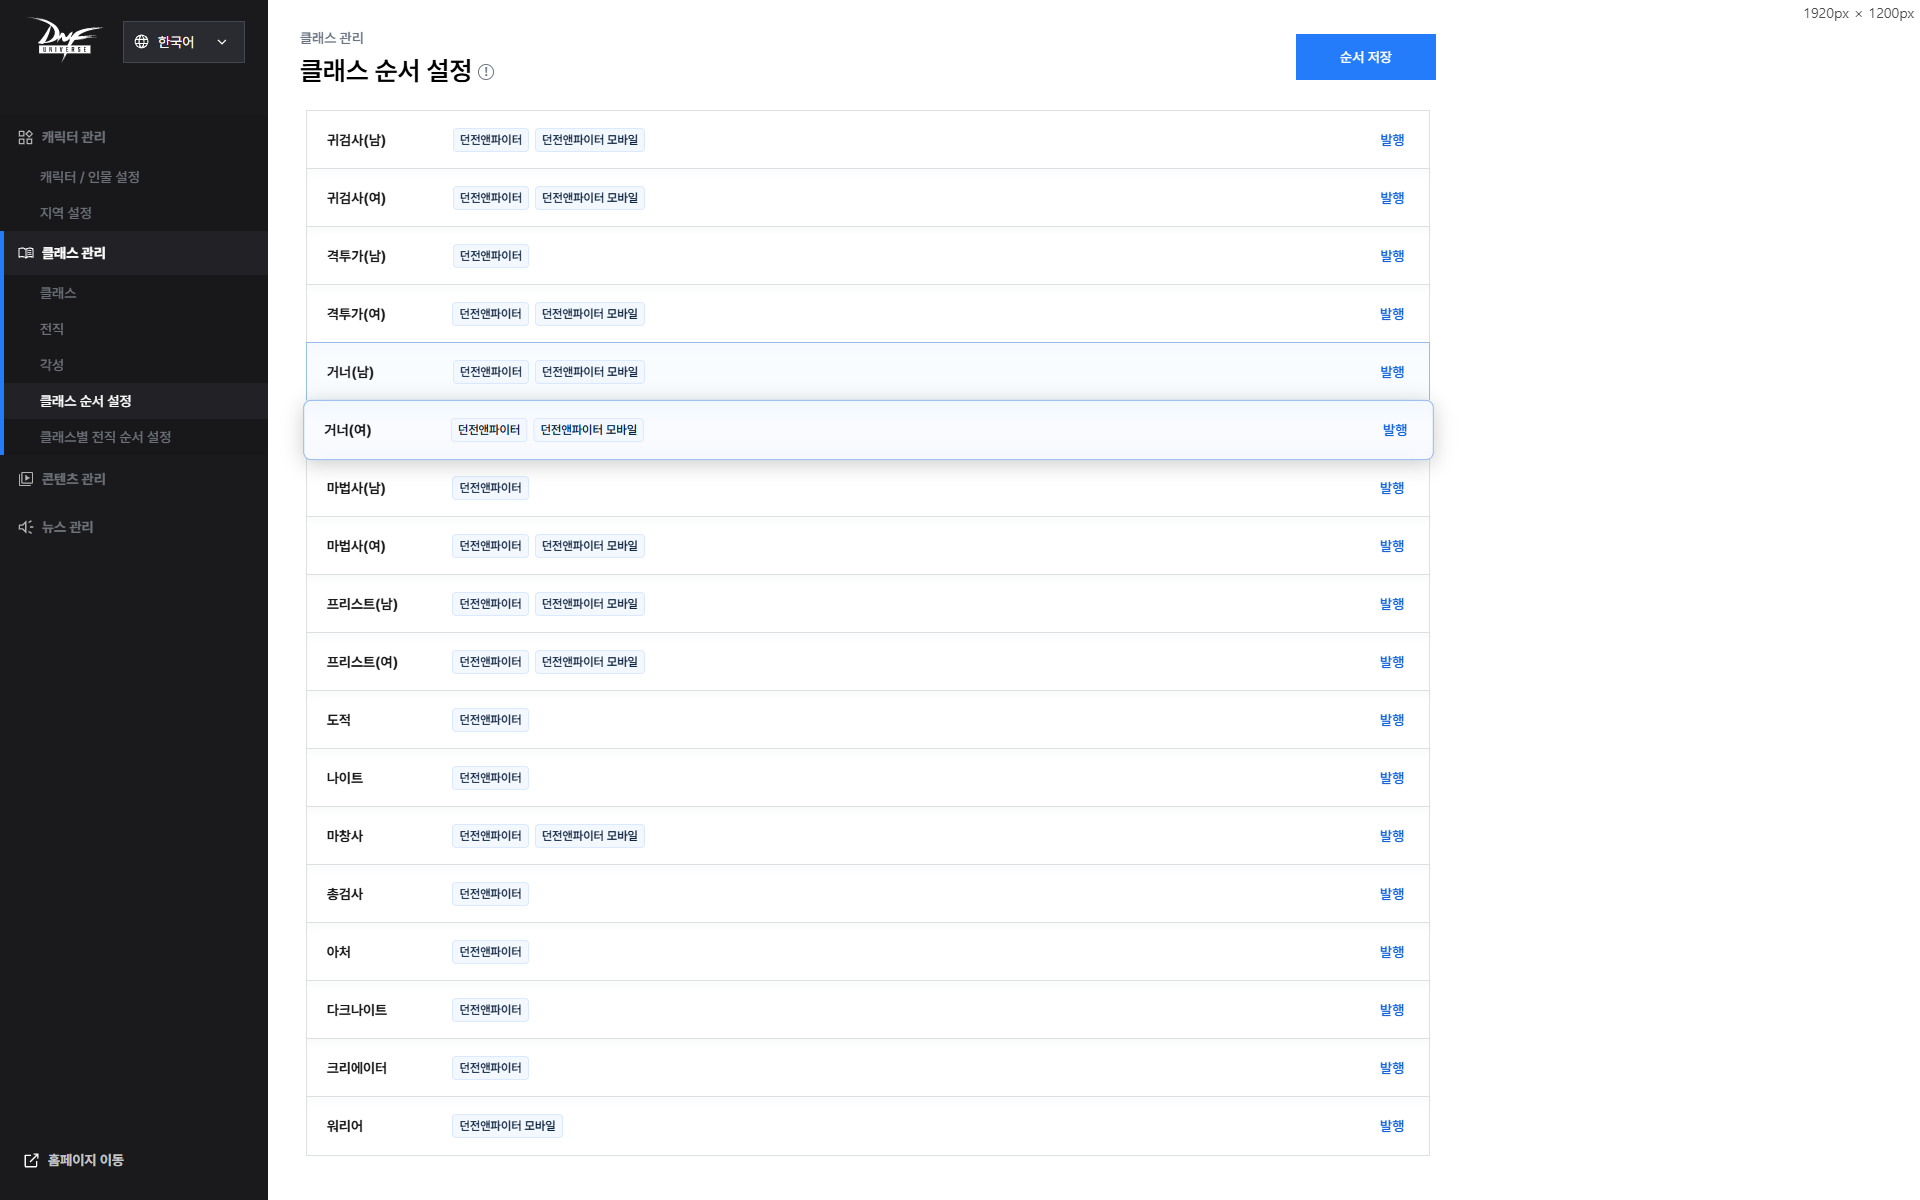 DNF
UNIVERSE
한국어
캐릭터 관리
캐릭터 / 인물 설정
지역 설정
클래스 관리
클래스
전직
각성
클래스 순서 설정
클래스별 전직 순서 설정
콘텐츠 관리
뉴스 관리
홈페이지 이동
1920px × 1200px
클래스 관리
클래스 순서 설정
순서 저장
귀검사(남) 던전앤파이터 던전앤파이터 모바일 발행
귀검사(여) 던전앤파이터 던전앤파이터 모바일 발행
격투가(남) 던전앤파이터 발행
격투가(여) 던전앤파이터 던전앤파이터 모바일 발행
거너(남) 던전앤파이터 던전앤파이터 모바일 발행
거너(여) 던전앤파이터 던전앤파이터 모바일 발행
마법사(남) 던전앤파이터 발행
마법사(여) 던전앤파이터 던전앤파이터 모바일 발행
프리스트(남) 던전앤파이터 던전앤파이터 모바일 발행
프리스트(여) 던전앤파이터 던전앤파이터 모바일 발행
도적 던전앤파이터 발행
나이트 던전앤파이터 발행
마창사 던전앤파이터 던전앤파이터 모바일 발행
총검사 던전앤파이터 발행
아처 던전앤파이터 발행
다크나이트 던전앤파이터 발행
크리에이터 던전앤파이터 발행
워리어 던전앤파이터 모바일 발행